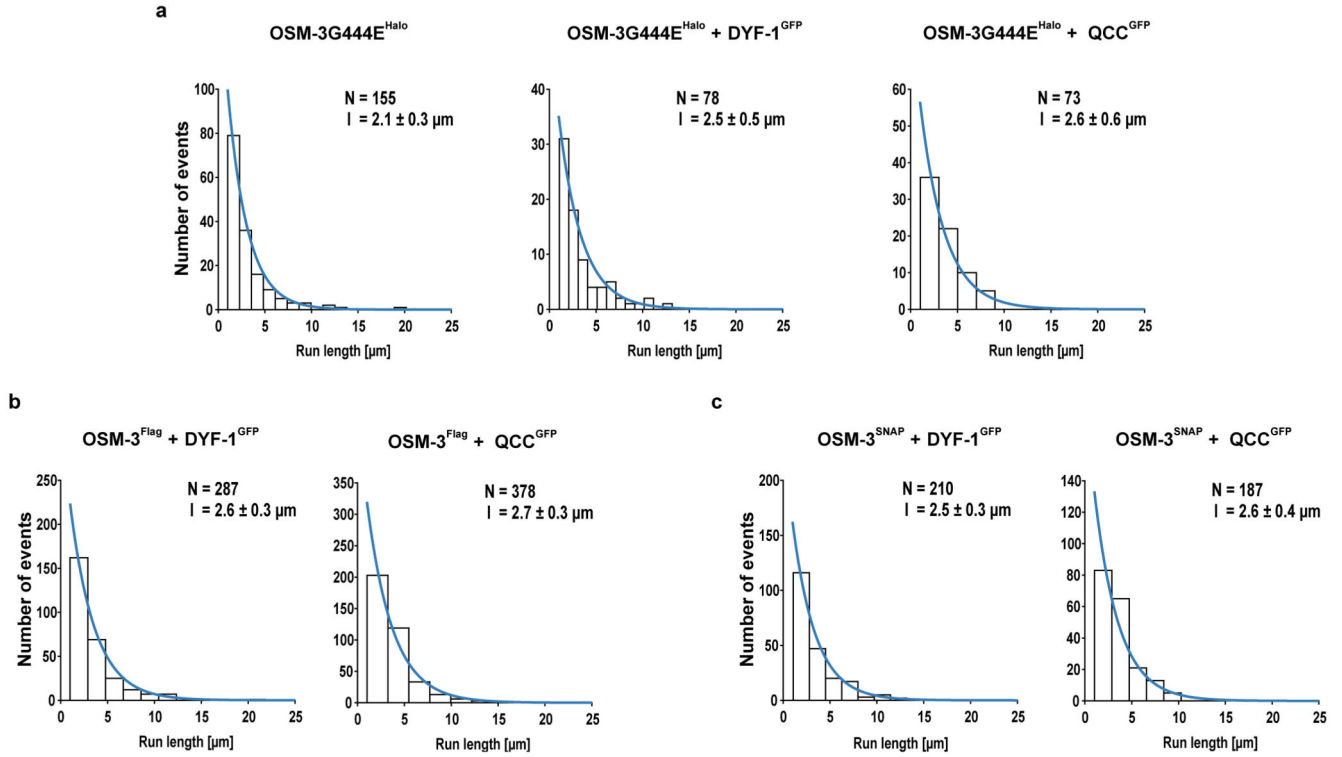 a
OSM-3G444E^Halo
OSM-3G444E^Halo + DYF-1^GFP
OSM-3G444E^Halo + QCC^GFP
Number of events
100
80
60
40
20
0
0 5 10 15 20 25
Run length [µm]
N = 155
l = 2.1 ± 0.3 µm
40
30
20
10
0
0 5 10 15 20 25
Run length [µm]
N = 78
l = 2.5 ± 0.5 µm
60
50
40
30
20
10
0
0 5 10 15 20 25
Run length [µm]
N = 73
l = 2.6 ± 0.6 µm
b
OSM-3^Flag + DYF-1^GFP
OSM-3^Flag + QCC^GFP
Number of events
250
200
150
100
50
0
0 5 10 15 20 25
Run length [µm]
N = 287
l = 2.6 ± 0.3 µm
350
300
250
200
150
100
50
0
0 5 10 15 20 25
Run length [µm]
N = 378
l = 2.7 ± 0.3 µm
c
OSM-3^SNAP + DYF-1^GFP
OSM-3^SNAP + QCC^GFP
Number of events
200
150
100
50
0
0 5 10 15 20 25
Run length [µm]
N = 210
l = 2.5 ± 0.3 µm
140
120
100
80
60
40
20
0
0 5 10 15 20 25
Run length [µm]
N = 187
l = 2.6 ± 0.4 µm